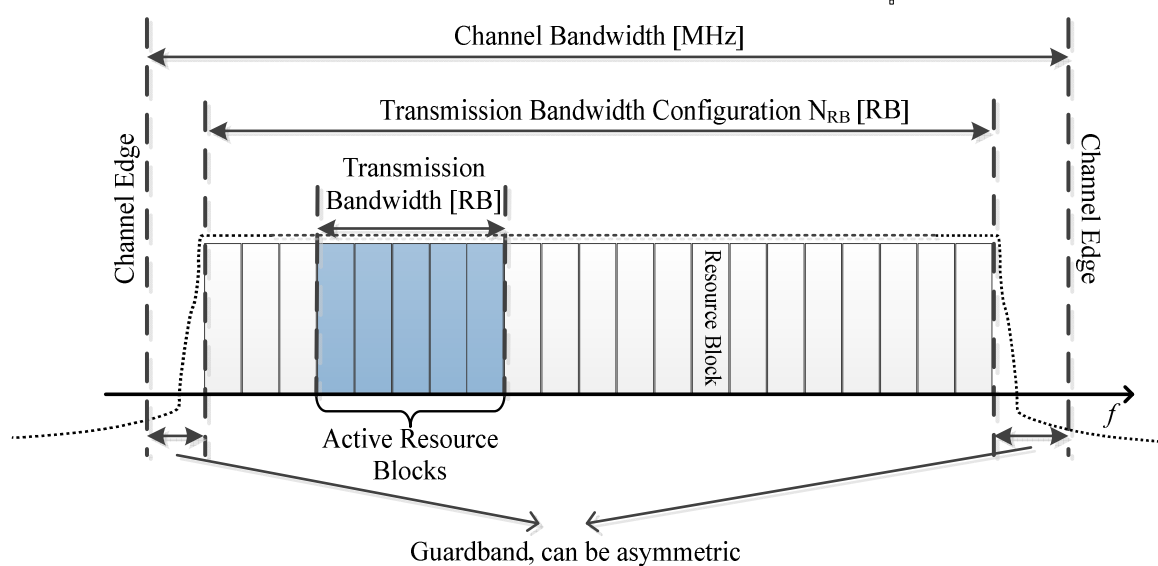 Channel Bandwidth [MHz]
Transmission Bandwidth Configuration NRB [RB]
Transmission
Bandwidth [RB]
Channel Edge
Channel Edge
Resource Block
f
Active Resource
Blocks
Guardband, can be asymmetric